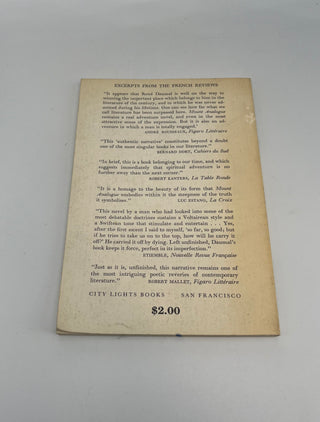 EXCERPTS FROM THE FRENCH REVIEWS
"It appears that René Daumal is well on the way to
winning the important place which belongs to him in the
literature of the century, and to which he was never ad-
mitted during his lifetime. One can see here far what we
call literature has been surpassed here. Mount Analogue
remains a real adventure novel, and even in the most
attractive sense of the expression. But it is also an ad-
venture in which a man is totally engaged."
ANDRÉ ROUSSEAUX, Figaro Littéraire
"This 'authentic narrative' constitutes beyond a doubt
one of the most singular books in our literature."
BERNARD DORT, Cahiers du Sud
"In brief, this is a book belonging to our time, and which
suggests insistently that spiritual adventure is no
further away than the next corner."
ROBERT KANTERS, La Table Ronde
"It is a homage to the beauty of its form that Mount
Analogue embodies within it the steepness of the truth
it symbolises."
LUC ESTANG, La Croix
"This novel by a man who had looked into some of the
most debatable doctrines contains a Voltairean style and
a Swiftean tone that stimulate and entertain . . . Yes,
after the first ascent I said to myself, 'so far, so good; but
if he tries to take us on to the top, how will he carry it
off?' He carried it off by dying. Left unfinished, Daumal's
book keeps it force, perfect in its imperfection."
ETIEMBLE, Nouvelle Revue Française
"Just as it is, unfinished, this narrative remains one of
the most intriguing poetic reveries of contemporary
literature."
ROBERT MALLET, Figaro Littéraire
CITY LIGHTS BOOKS SAN FRANCISCO
$2.00